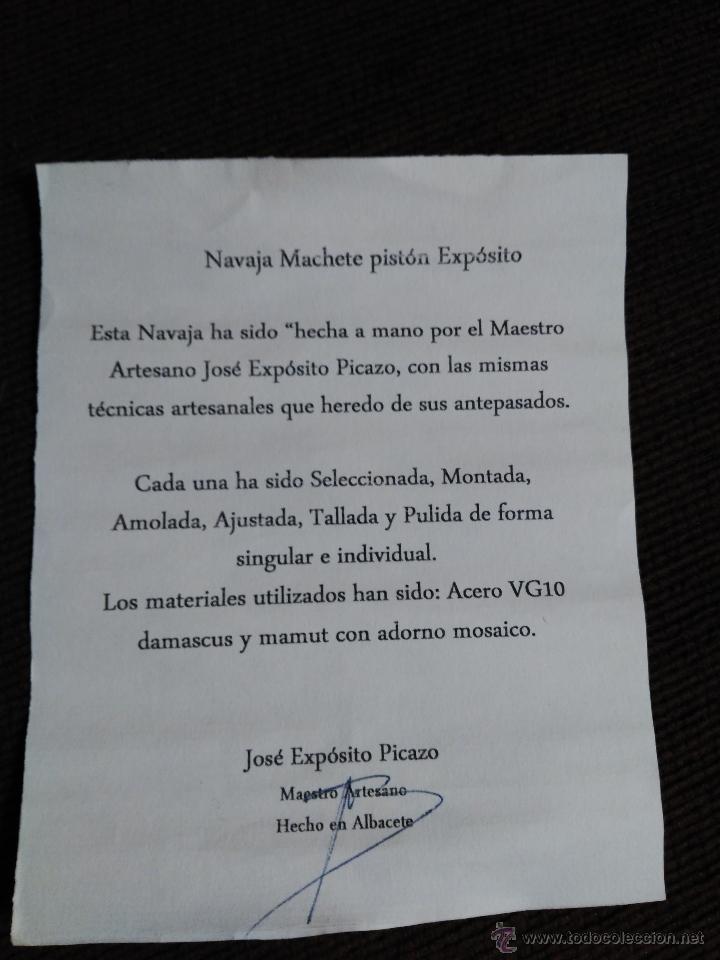 Navaja Machete pistón Expósito
Esta Navaja ha sido “hecha a mano por el Maestro
Artesano José Expósito Picazo, con las mismas
técnicas artesanales que heredo de sus antepasados.
Cada una ha sido Seleccionada, Montada,
Amolada, Ajustada, Tallada y Pulida de forma
singular e individual.
Los materiales utilizados han sido: Acero VG10
damascus y mamut con adorno mosaico.
José Expósito Picazo
Maestro Artesano
Hecho en Albacete
www.todocoleccion.net